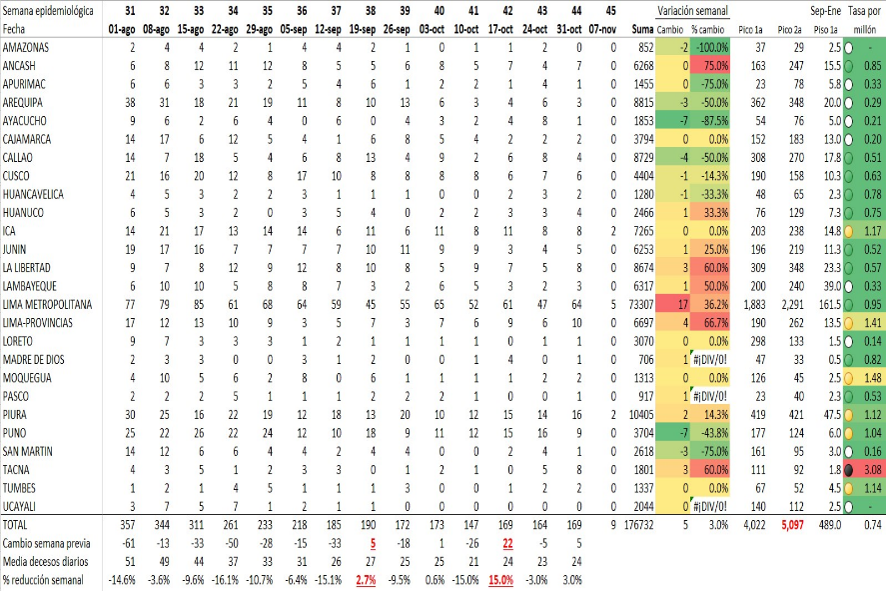 Semana epidemiológica 31 32 33 34 35 36 37 38 39 40 41 42 43 44 45 Variación semanal Sep-Ene Tasa por
Fecha 01-ago 08-ago 15-ago 22-ago 29-ago 05-sep 12-sep 19-sep 26-sep 03-oct 10-oct 17-oct 24-oct 31-oct 07-nov Suma Cambio % cambio Pico 1a Pico 2a Piso 1a millón
AMAZONAS 2 4 4 2 1 4 4 2 1 0 1 1 2 0 0 852 -2 -100.0% 37 29 2.5 -
ANCASH 6 8 12 11 12 8 5 5 6 8 5 7 4 7 0 6268 0 75.0% 163 247 15.5 0.85
APURIMAC 6 6 3 3 2 5 4 6 1 2 2 1 4 1 0 1455 0 -75.0% 23 78 5.8 0.33
AREQUIPA 38 31 18 21 19 11 8 10 13 6 3 4 6 3 0 8815 -3 -50.0% 362 348 20.0 0.29
AYACUCHO 9 6 2 6 4 0 6 0 4 3 2 4 8 1 0 1853 -7 -87.5% 54 76 5.0 0.21
CAJAMARCA 14 17 6 12 5 4 1 6 8 5 4 2 2 2 0 3794 0 0.0% 152 183 13.0 0.20
CALLAO 14 7 18 5 4 6 8 13 4 9 2 6 8 4 0 8729 -4 -50.0% 308 270 17.8 0.51
CUSCO 21 16 20 12 8 17 10 8 8 8 8 6 7 6 0 4404 -1 -14.3% 190 158 10.3 0.63
HUANCAVELICA 4 5 3 2 2 3 1 1 1 0 0 2 3 2 0 1280 -1 -33.3% 48 65 2.3 0.78
HUANUCO 6 5 3 2 0 3 5 4 0 2 2 3 3 4 0 2466 1 33.3% 76 129 7.3 0.75
ICA 14 21 17 13 14 14 6 11 6 11 8 11 8 8 2 7265 0 0.0% 203 238 14.8 1.17
JUNIN 19 17 16 7 7 7 7 10 11 9 9 3 4 5 0 6253 1 25.0% 196 219 11.3 0.52
LA LIBERTAD 9 7 8 12 9 12 8 10 8 5 9 7 5 8 0 8674 3 60.0% 309 348 23.3 0.57
LAMBAYEQUE 6 10 10 5 8 8 7 3 2 6 5 3 2 3 0 6317 1 50.0% 200 240 39.0 0.33
LIMA METROPOLITANA 77 79 85 61 68 64 59 45 55 65 52 61 47 64 5 73307 17 36.2% 1,883 2,291 161.5 0.95
LIMA-PROVINCIAS 17 12 13 10 9 3 5 7 3 7 6 9 6 10 0 6697 4 66.7% 190 262 13.5 1.41
LORETO 9 7 3 3 3 1 2 1 1 1 1 0 1 1 0 3070 0 0.0% 298 133 1.5 0.14
MADRE DE DIOS 2 3 3 0 0 3 1 2 0 0 1 4 0 1 0 706 1 #¡DIV/0! 47 33 0.5 0.82
MOQUEGUA 4 10 5 6 2 8 0 6 1 1 1 1 2 2 0 1313 0 0.0% 126 45 2.5 1.48
PASCO 2 2 2 5 1 1 1 2 2 2 1 0 0 1 0 917 1 #¡DIV/0! 23 40 2.3 0.53
PIURA 30 25 16 22 19 12 18 13 20 10 12 15 14 16 2 10405 2 14.3% 419 421 47.5 1.12
PUNO 25 22 26 22 24 12 10 18 9 11 12 15 16 9 0 3704 -7 -43.8% 177 124 6.0 1.04
SAN MARTIN 14 12 6 6 4 4 2 4 4 0 0 2 4 1 0 2618 -3 -75.0% 161 95 3.0 0.16
TACNA 4 3 5 1 2 3 3 0 1 2 1 0 5 8 0 1801 3 60.0% 111 92 1.8 3.08
TUMBES 1 2 1 4 5 1 1 1 3 0 0 1 2 2 0 1337 0 0.0% 67 52 4.5 1.14
UCAYALI 3 7 5 7 1 2 1 1 0 0 0 0 0 0 0 2044 0 #¡DIV/0! 140 112 2.5 -
TOTAL 357 344 311 261 233 218 185 190 172 173 147 169 164 169 9 176732 5 3.0% 4,022 5,097 489.0 0.74
Cambio semana previa -61 -13 -33 -50 -28 -15 -33 5 -18 1 -26 22 -5 5
Media decesos diarios 51 49 44 37 33 31 26 27 25 25 21 24 23 24
% reducción semanal -14.6% -3.6% -9.6% -16.1% -10.7% -6.4% -15.1% 2.7% -9.5% 0.6% -15.0% 15.0% -3.0% 3.0%